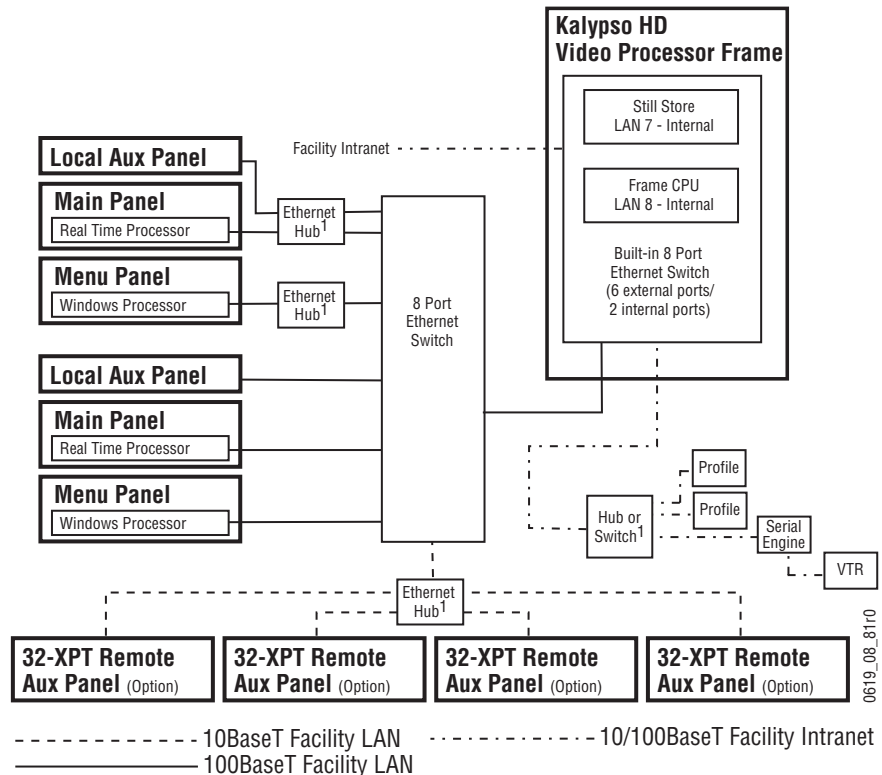 Kalypso HD
Video Processor Frame
Still Store
LAN 7 - Internal
Facility Intranet
Frame CPU
LAN 8 - Internal
Built-in 8 Port
Ethernet Switch
(6 external ports/
2 internal ports)
Local Aux Panel
Main Panel
Real Time Processor
Ethernet
Hub1
Menu Panel
Windows Processor
Ethernet
Hub1
8 Port
Ethernet
Switch
Local Aux Panel
Main Panel
Real Time Processor
Menu Panel
Windows Processor
Profile
Profile
Hub or
Switch1
Serial
Engine
VTR
Ethernet
Hub1
32-XPT Remote
Aux Panel (Option)
32-XPT Remote
Aux Panel (Option)
32-XPT Remote
Aux Panel (Option)
32-XPT Remote
Aux Panel (Option)
0619_08_81r0
10BaseT Facility LAN
10/100BaseT Facility Intranet
100BaseT Facility LAN